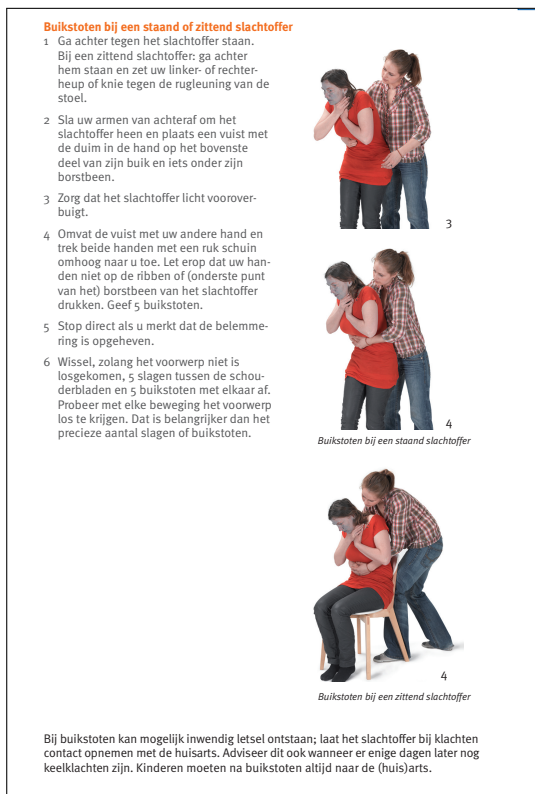 Buikstoten bij een staand of zittend slachtoffer
1 Ga achter tegen het slachtoffer staan.
Bij een zittend slachtoffer: ga achter
hem staan en zet uw linker- of rechter-
heup of knie tegen de rugleuning van de
stoel.
2 Sla uw armen van achteraf om het
slachtoffer heen en plaats een vuist met
de duim in de hand op het bovenste
deel van zijn buik en iets onder zijn
borstbeen.
3 Zorg dat het slachtoffer licht voorover-
buigt.
4 Omvat de vuist met uw andere hand en
trek beide handen met een ruk schuin
omhoog naar u toe. Let erop dat uw han-
den niet op de ribben of (onderste punt
van het) borstbeen van het slachtoffer
drukken. Geef 5 buikstoten.
5 Stop direct als u merkt dat de belemme-
ring is opgeheven.
6 Wissel, zolang het voorwerp niet is
losgekomen, 5 slagen tussen de schou-
derbladen en 5 buikstoten met elkaar af.
Probeer met elke beweging het voorwerp
los te krijgen. Dat is belangrijker dan het
precieze aantal slagen of buikstoten.
3
4
Buikstoten bij een staand slachtoffer
4
Buikstoten bij een zittend slachtoffer
Bij buikstoten kan mogelijk inwendig letsel ontstaan; laat het slachtoffer bij klachten
contact opnemen met de huisarts. Adviseer dit ook wanneer er enige dagen later nog
keelklachten zijn. Kinderen moeten na buikstoten altijd naar de (huis)arts.